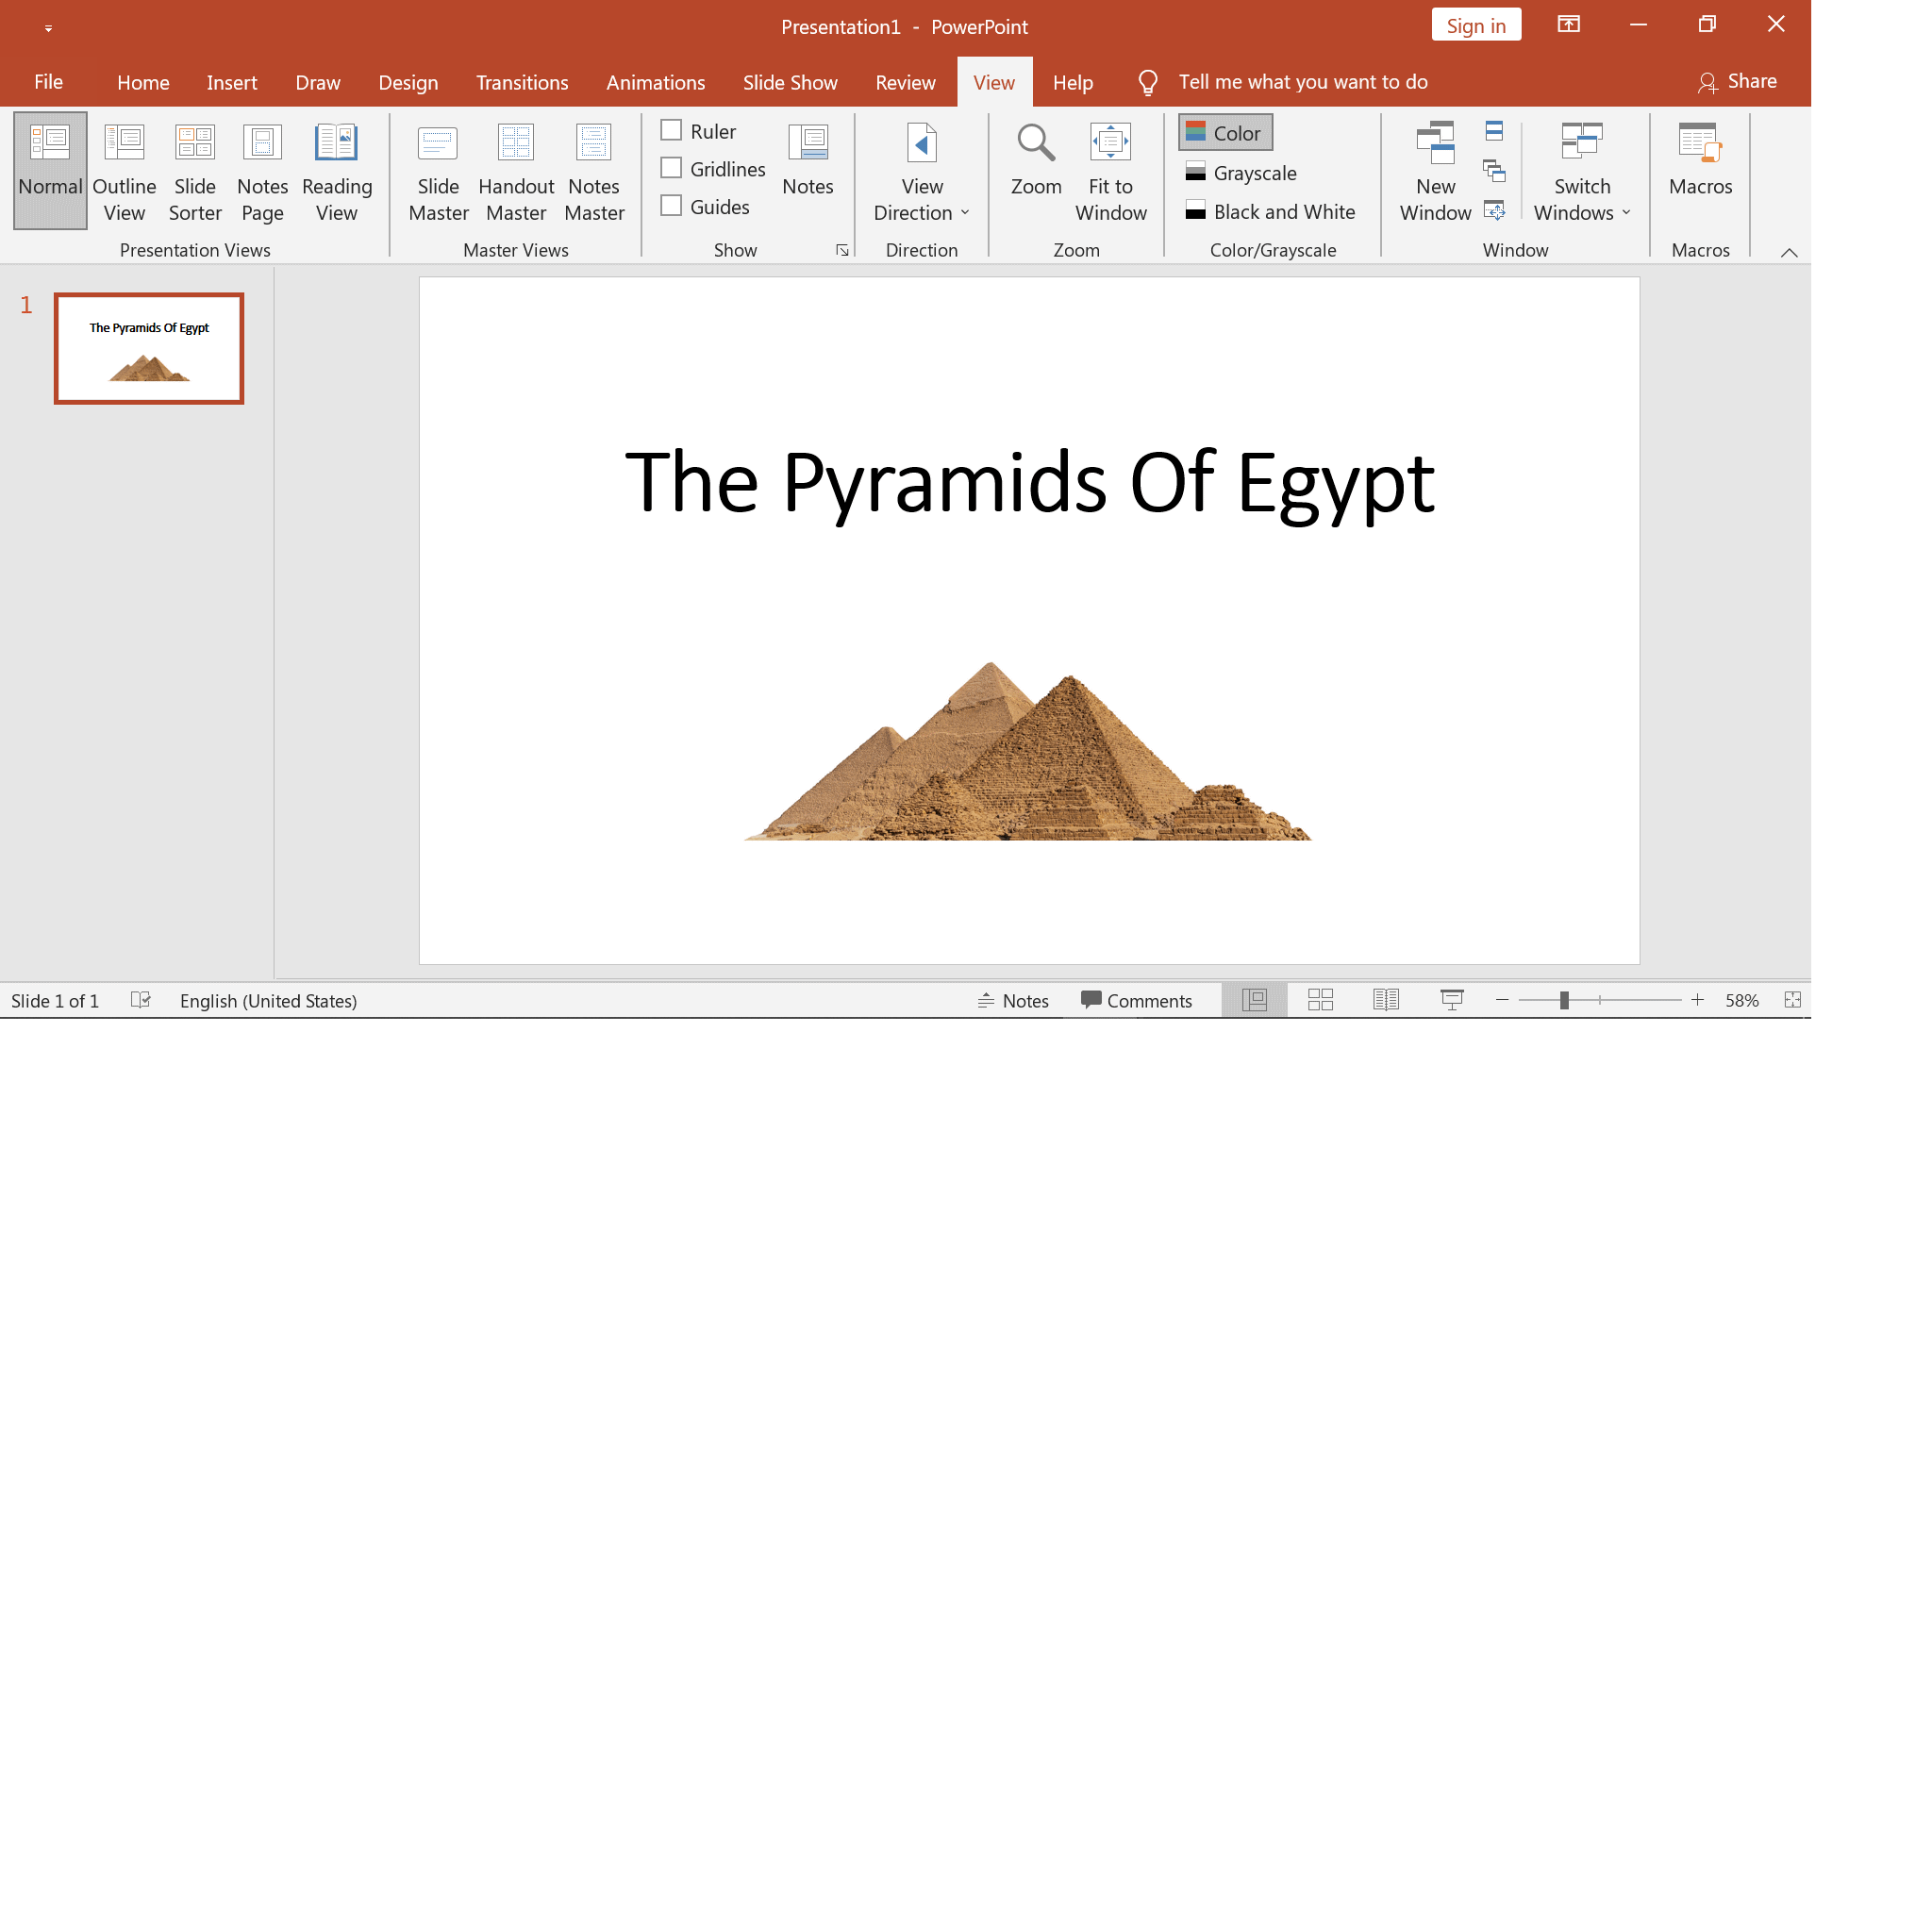 Presentation1 - PowerPoint
Sign in
File Home Insert Draw Design Transitions Animations Slide Show Review View Help Tell me what you want to do Share
Normal
Outline
View
Slide
Sorter
Notes
Page
Reading
View
Presentation Views
Slide
Master
Handout
Master
Notes
Master
Master Views
Ruler
Gridlines
Guides
Notes
Show
View
Direction
Direction
Zoom
Fit to
Window
Zoom
Color
Grayscale
Black and White
Color/Grayscale
New
Window
Switch
Windows
Window
Macros
Macros
1
The Pyramids Of Egypt
The Pyramids Of Egypt
Slide 1 of 1 English (United States) Notes Comments 58%